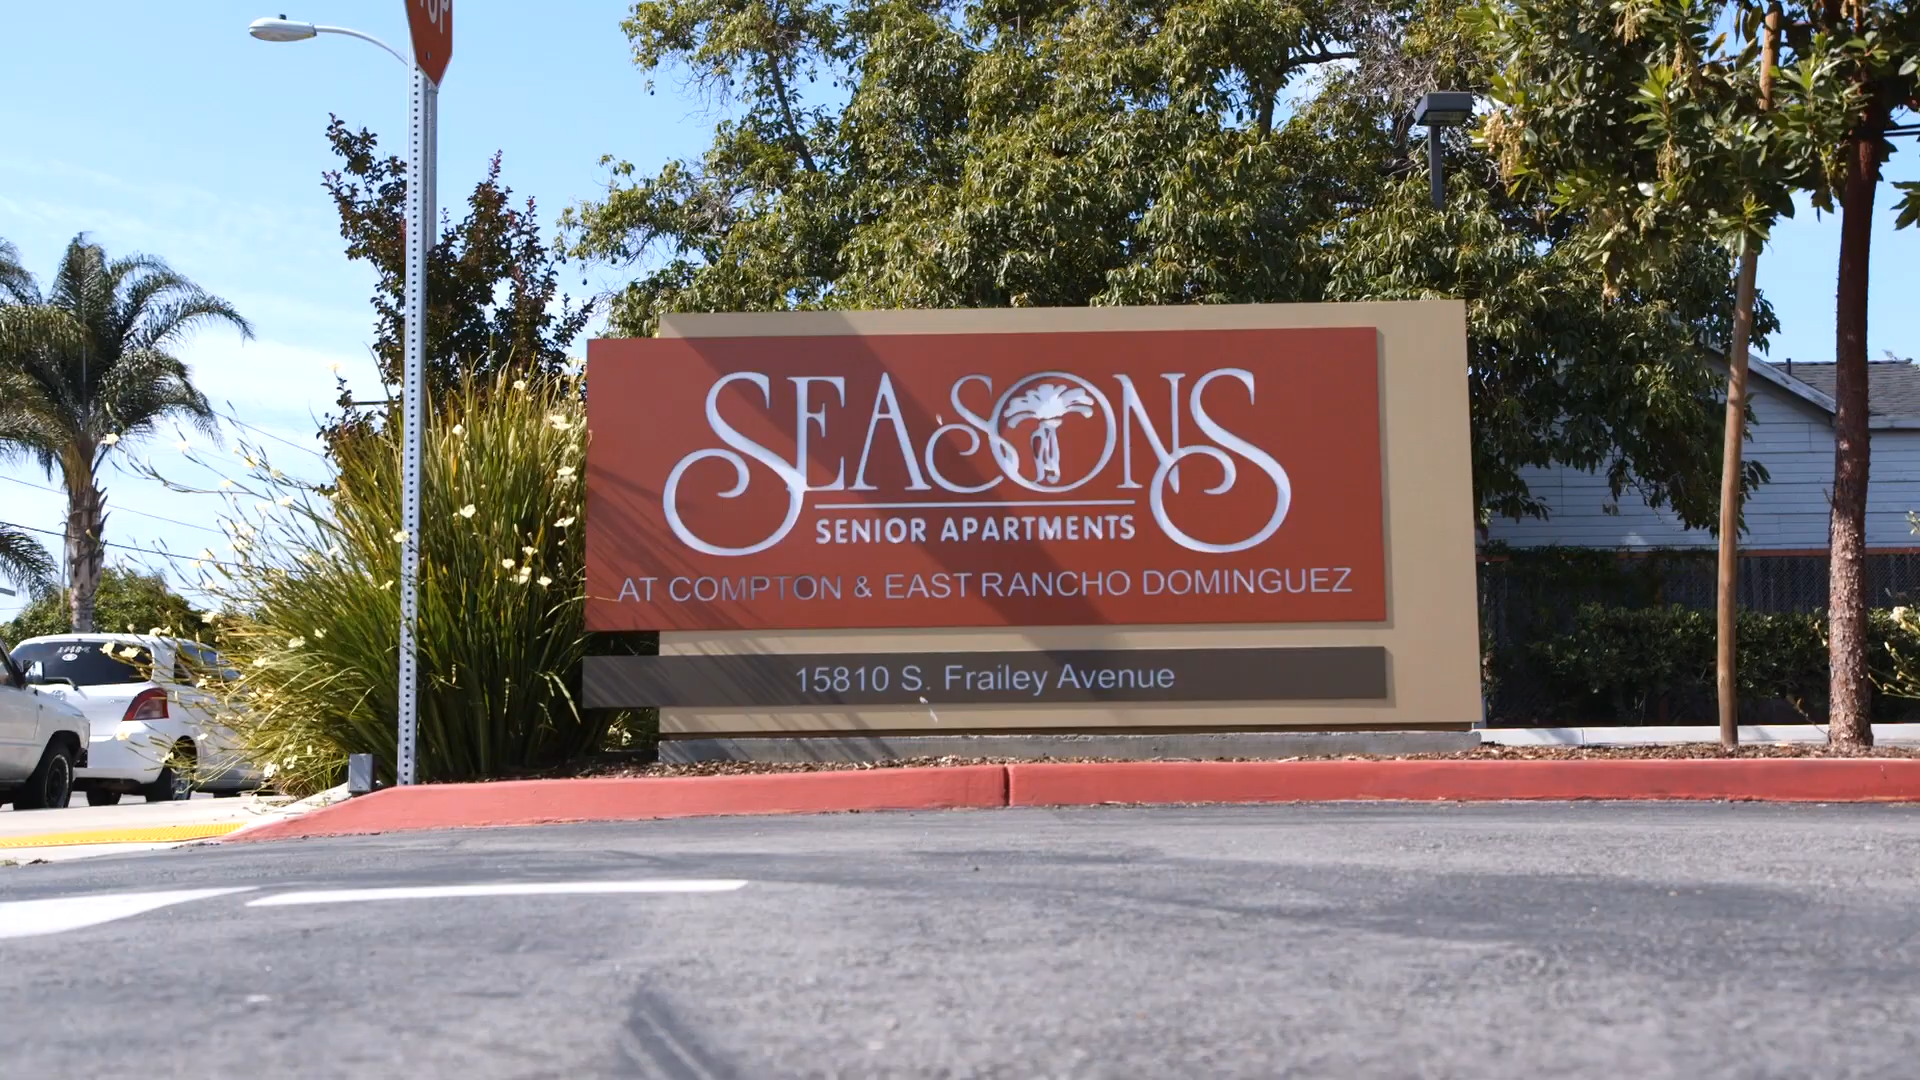 SEASONS
SENIOR APARTMENTS
AT COMPTON & EAST RANCHO DOMINGUEZ
15810 S. Frailey Avenue